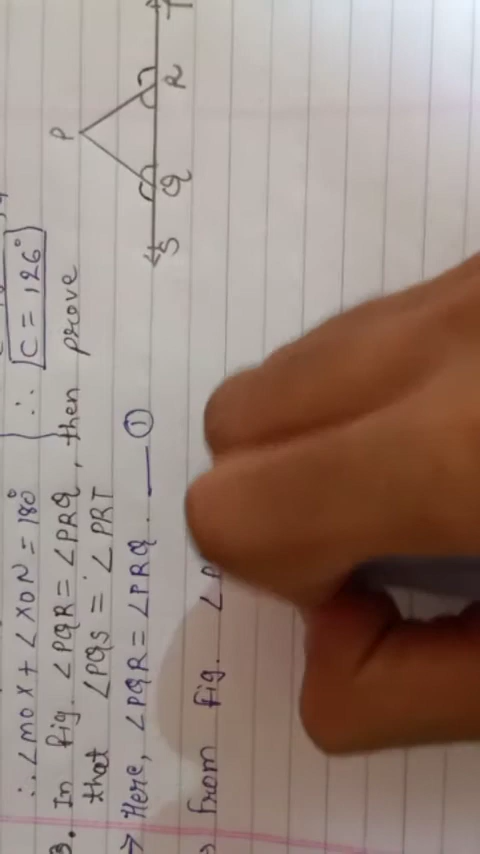 ∴ ∠MOX + ∠XON = 180°
∴ C = 126°
3. In fig. ∠PQR = ∠PRQ, then prove
that ∠PQS = ∠PRT
→ Here, ∠PQR = ∠PRQ. — ①
from fig. ∠P
P
S Q R T